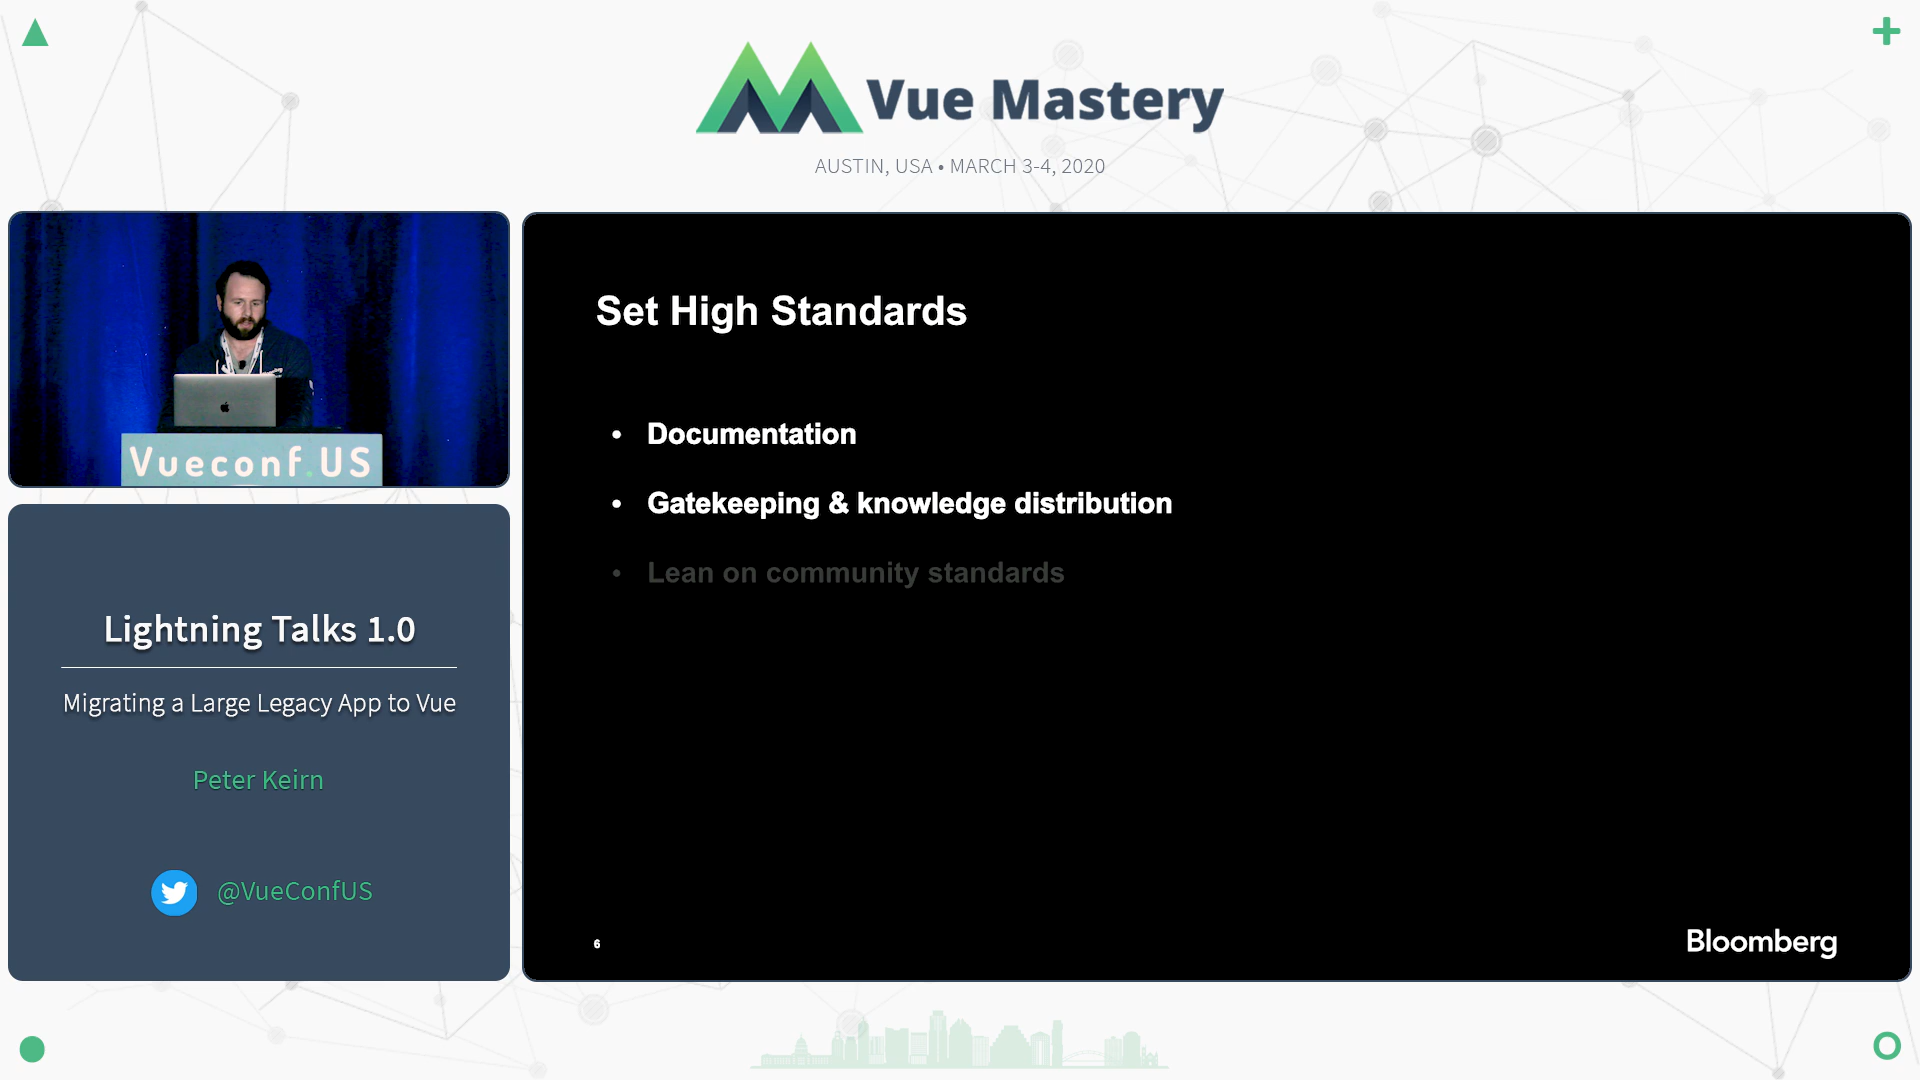 Vue Mastery
AUSTIN, USA • MARCH 3-4, 2020
Vueconf.US
Lightning Talks 1.0
Migrating a Large Legacy App to Vue
Peter Keirn
@VueConfUS
Set High Standards
• Documentation
• Gatekeeping & knowledge distribution
• Lean on community standards
6
Bloomberg